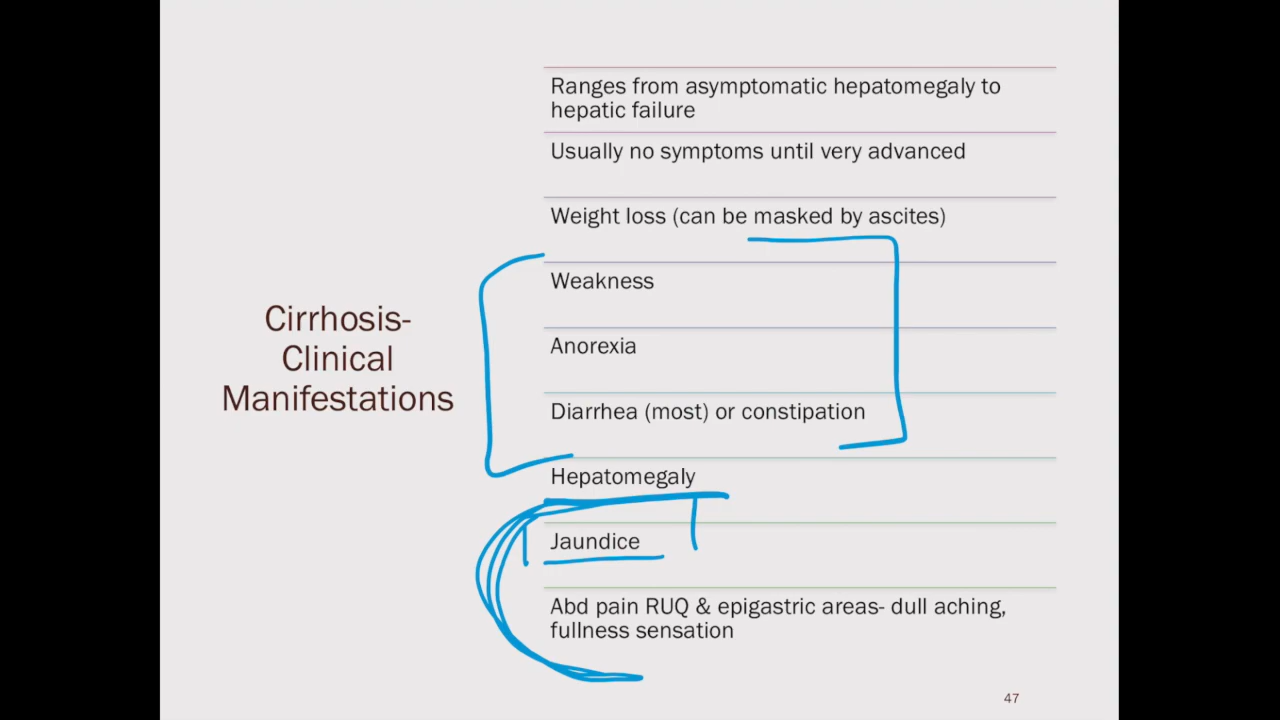 Cirrhosis-
Clinical
Manifestations
Ranges from asymptomatic hepatomegaly to
hepatic failure
Usually no symptoms until very advanced
Weight loss (can be masked by ascites)
Weakness
Anorexia
Diarrhea (most) or constipation
Hepatomegaly
Jaundice
Abd pain RUQ & epigastric areas- dull aching,
fullness sensation
47